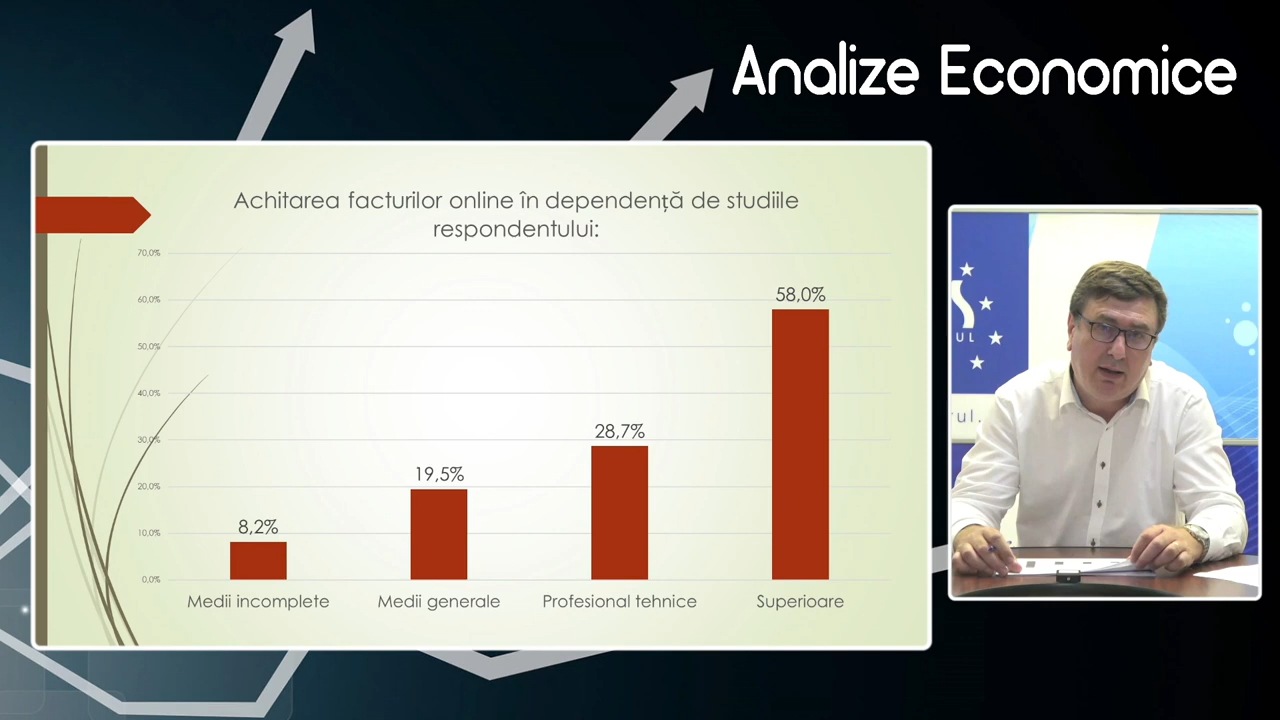 Analize Economice
Achitarea facturilor online în dependență de studiile
respondentului:
70,0%
60,0%
50,0%
40,0%
30,0%
20,0%
10,0%
0,0%
8,2%
19,5%
28,7%
58,0%
Medii incomplete
Medii generale
Profesional tehnice
Superioare
UL
ul.